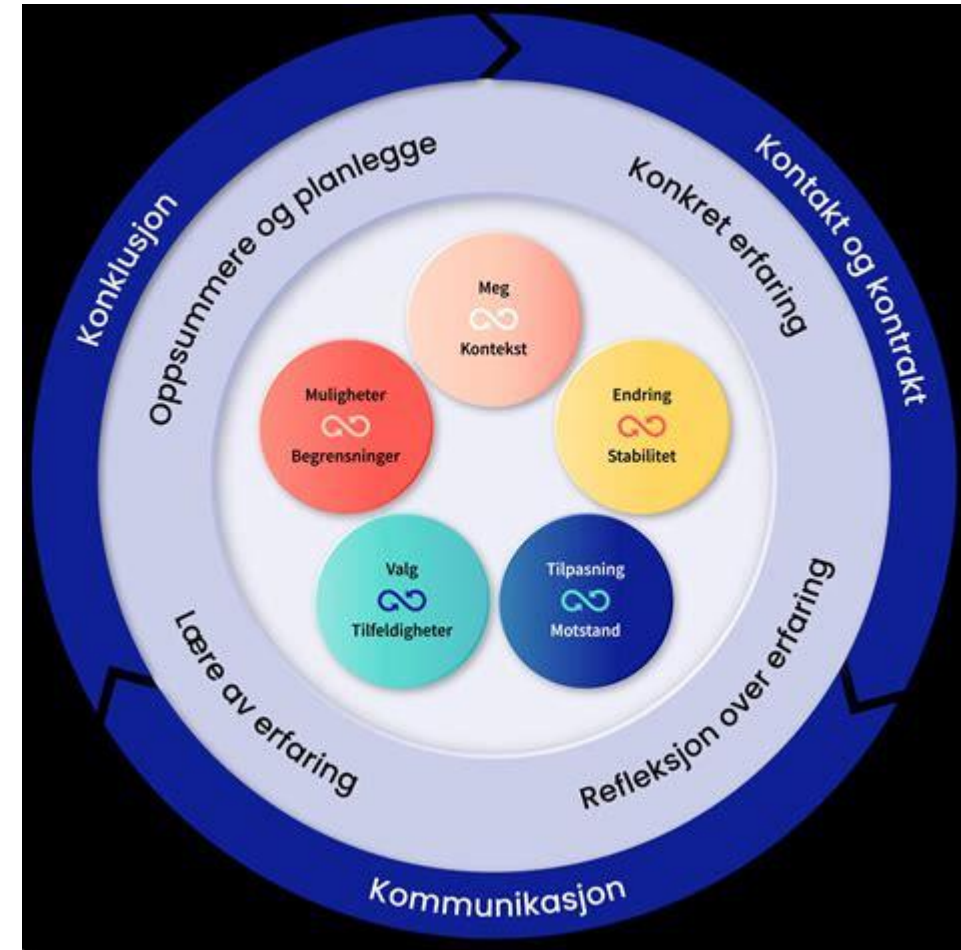 Konklusjon
Kontakt og kontrakt
Kommunikasjon
Oppsummere og planlegge
Konkret erfaring
Refleksjon over erfaring
Lære av erfaring
Meg
Kontekst
Endring
Stabilitet
Tilpasning
Motstand
Valg
Tilfeldigheter
Muligheter
Begrensninger